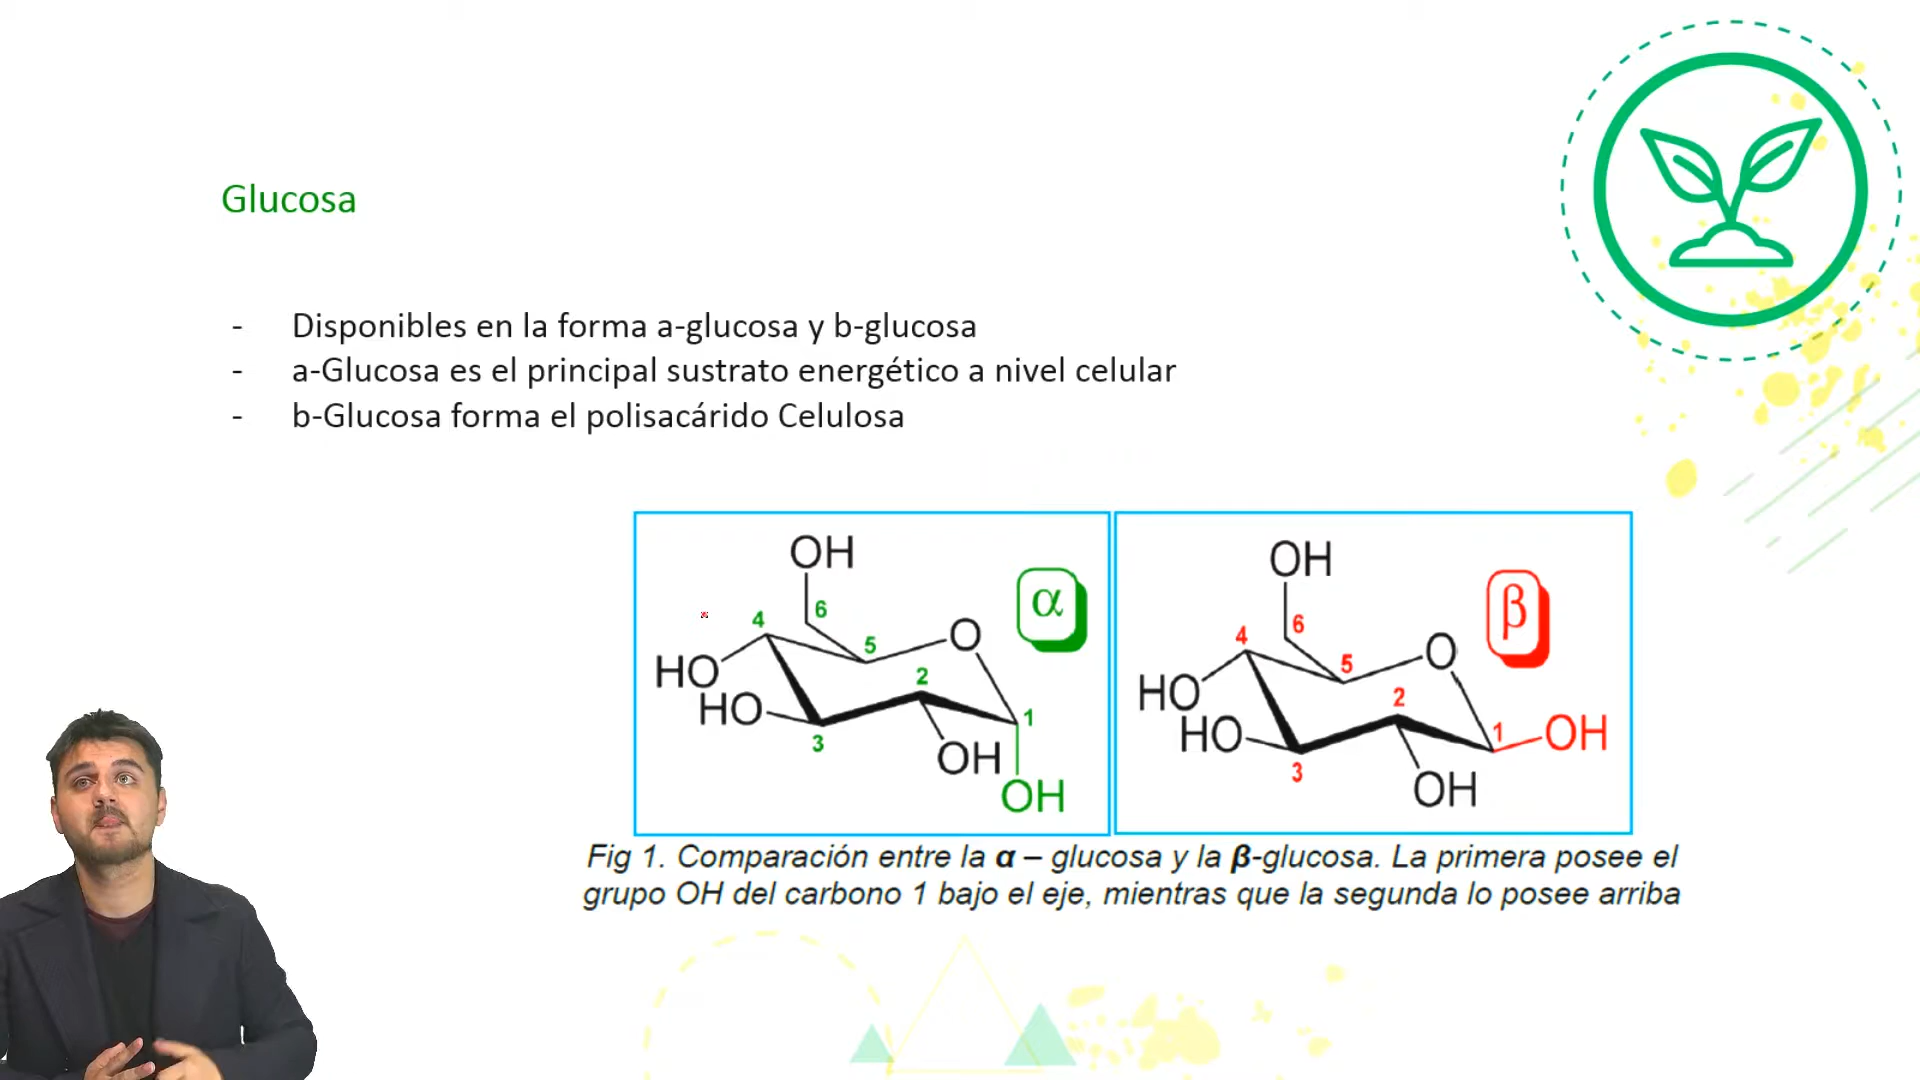 Glucosa
- Disponibles en la forma a-glucosa y b-glucosa
- a-Glucosa es el principal sustrato energético a nivel celular
- b-Glucosa forma el polisacárido Celulosa
OH
α
6
4
5
O
HO
2
HO
1
3
OH
OH
OH
β
6
4
5
O
2
HO
HO
1
OH
3
OH
Fig 1. Comparación entre la α – glucosa y la β-glucosa. La primera posee el
grupo OH del carbono 1 bajo el eje, mientras que la segunda lo posee arriba